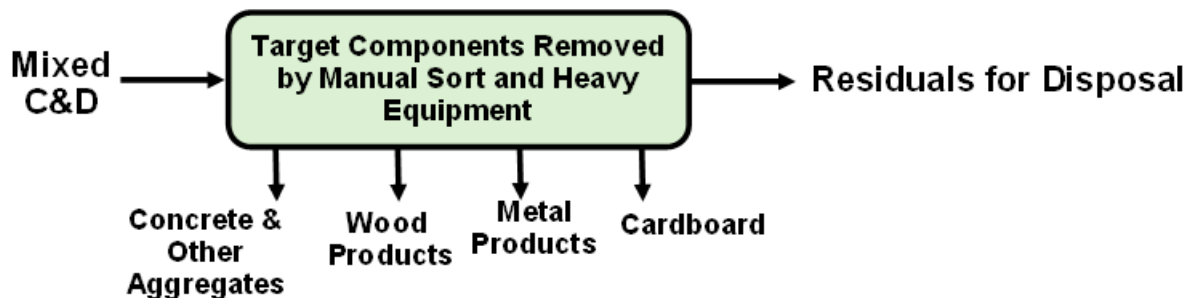 Mixed
C&D
Target Components Removed
by Manual Sort and Heavy
Equipment
Residuals for Disposal
Concrete &
Other
Aggregates
Wood
Products
Metal
Products
Cardboard